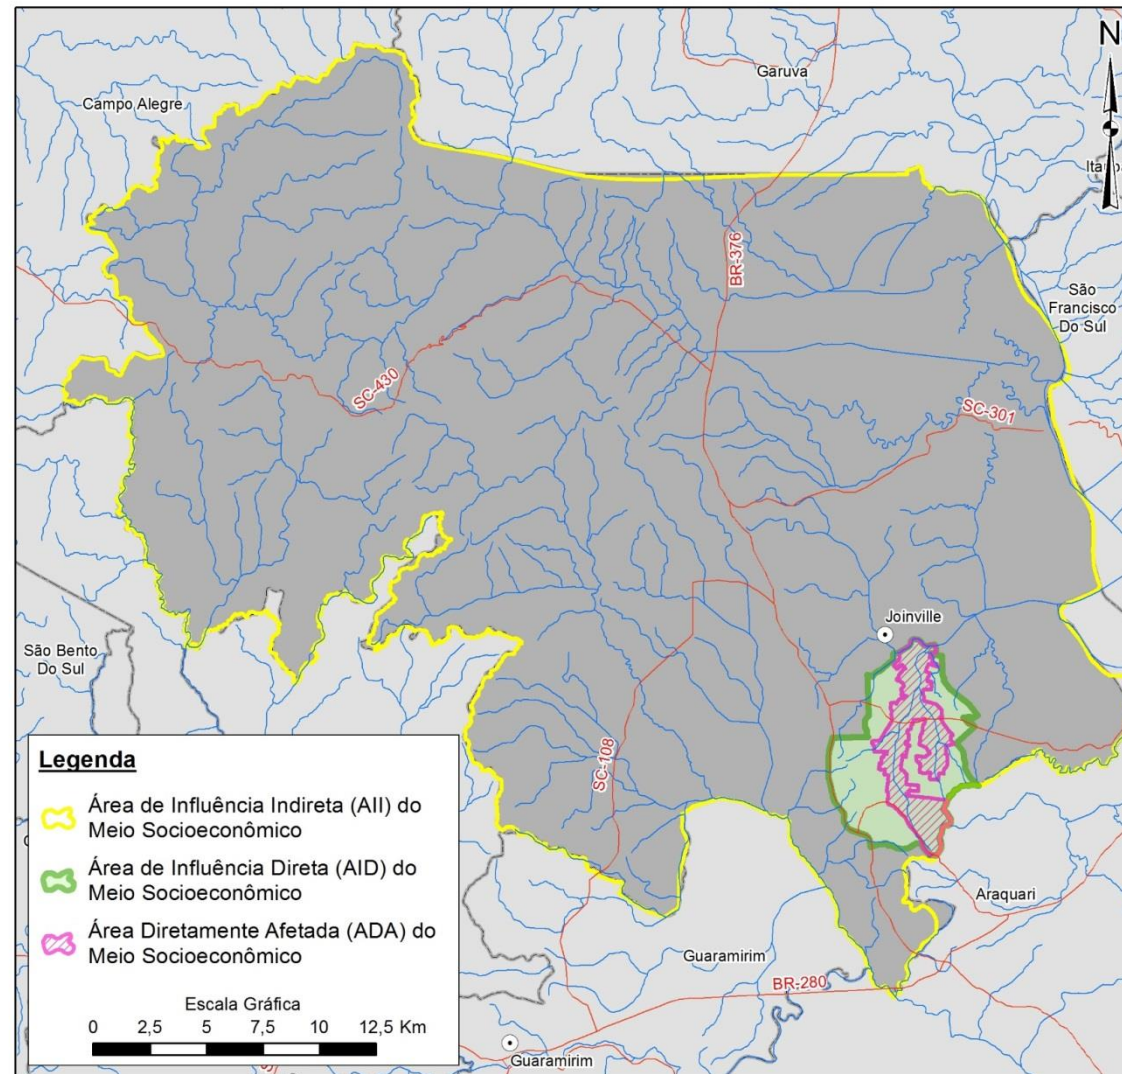 N
Garuva
Campo Alegre
BR-376
São
Francisco
Do Sul
SC-430
SC-301
Joinville
São Bento
Do Sul
SC-108
Araquari
Guaramirim
BR-280
Guaramirim
Legenda
Área de Influência Indireta (AII) do
Meio Socioeconômico
Área de Influência Direta (AID) do
Meio Socioeconômico
Área Diretamente Afetada (ADA) do
Meio Socioeconômico
Escala Gráfica
0 2,5 5 7,5 10 12,5 Km